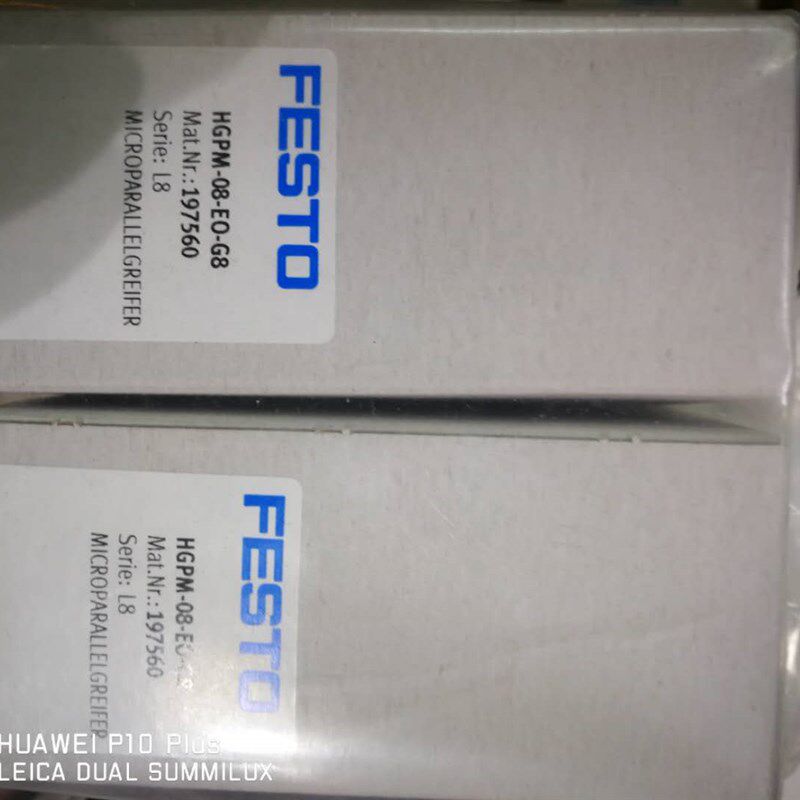 FESTO
HGPM-08-EO-G8
Mat.Nr.:197560
Serie: L8
MICROPARALLELGREIFER
FESTO
HGPM-08-EO-
Mat.Nr.:197560
Serie: L8
MICROPARALLELGREIFER
HUAWEI P10 Plus
LEICA DUAL SUMMILUX